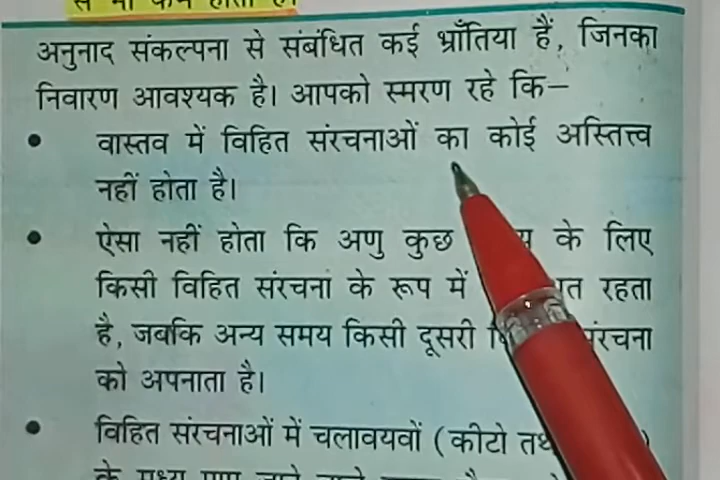 अनुनाद संकल्पना से संबंधित कई भ्राँतिया हैं, जिनका
निवारण आवश्यक है। आपको स्मरण रहे कि–
• वास्तव में विहित संरचनाओं का कोई अस्तित्त्व
नहीं होता है।
• ऐसा नहीं होता कि अणु कुछ के लिए
किसी विहित संरचना के रूप में रहता
है, जबकि अन्य समय किसी दूसरी संरचना
को अपनाता है।
• विहित संरचनाओं में चलावयवों (कीटो